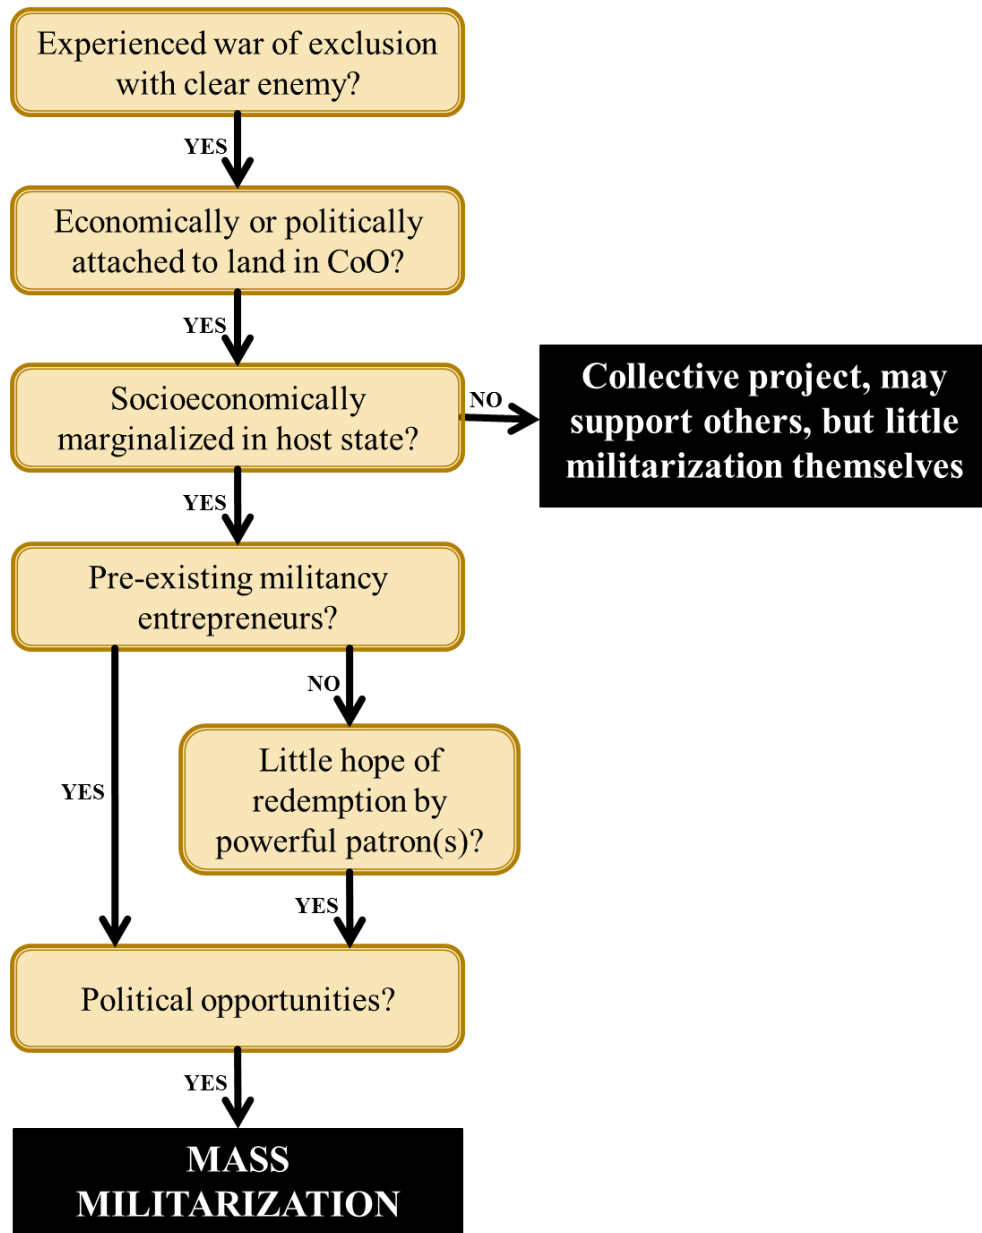 Experienced war of exclusion
with clear enemy?
YES
Economically or politically
attached to land in CoO?
YES
Socioeconomically
marginalized in host state?
NO
Collective project, may
support others, but little
militarization themselves
YES
Pre-existing militancy
entrepreneurs?
NO
Little hope of
redemption by
powerful patron(s)?
YES
YES
Political opportunities?
YES
MASS
MILITARIZATION